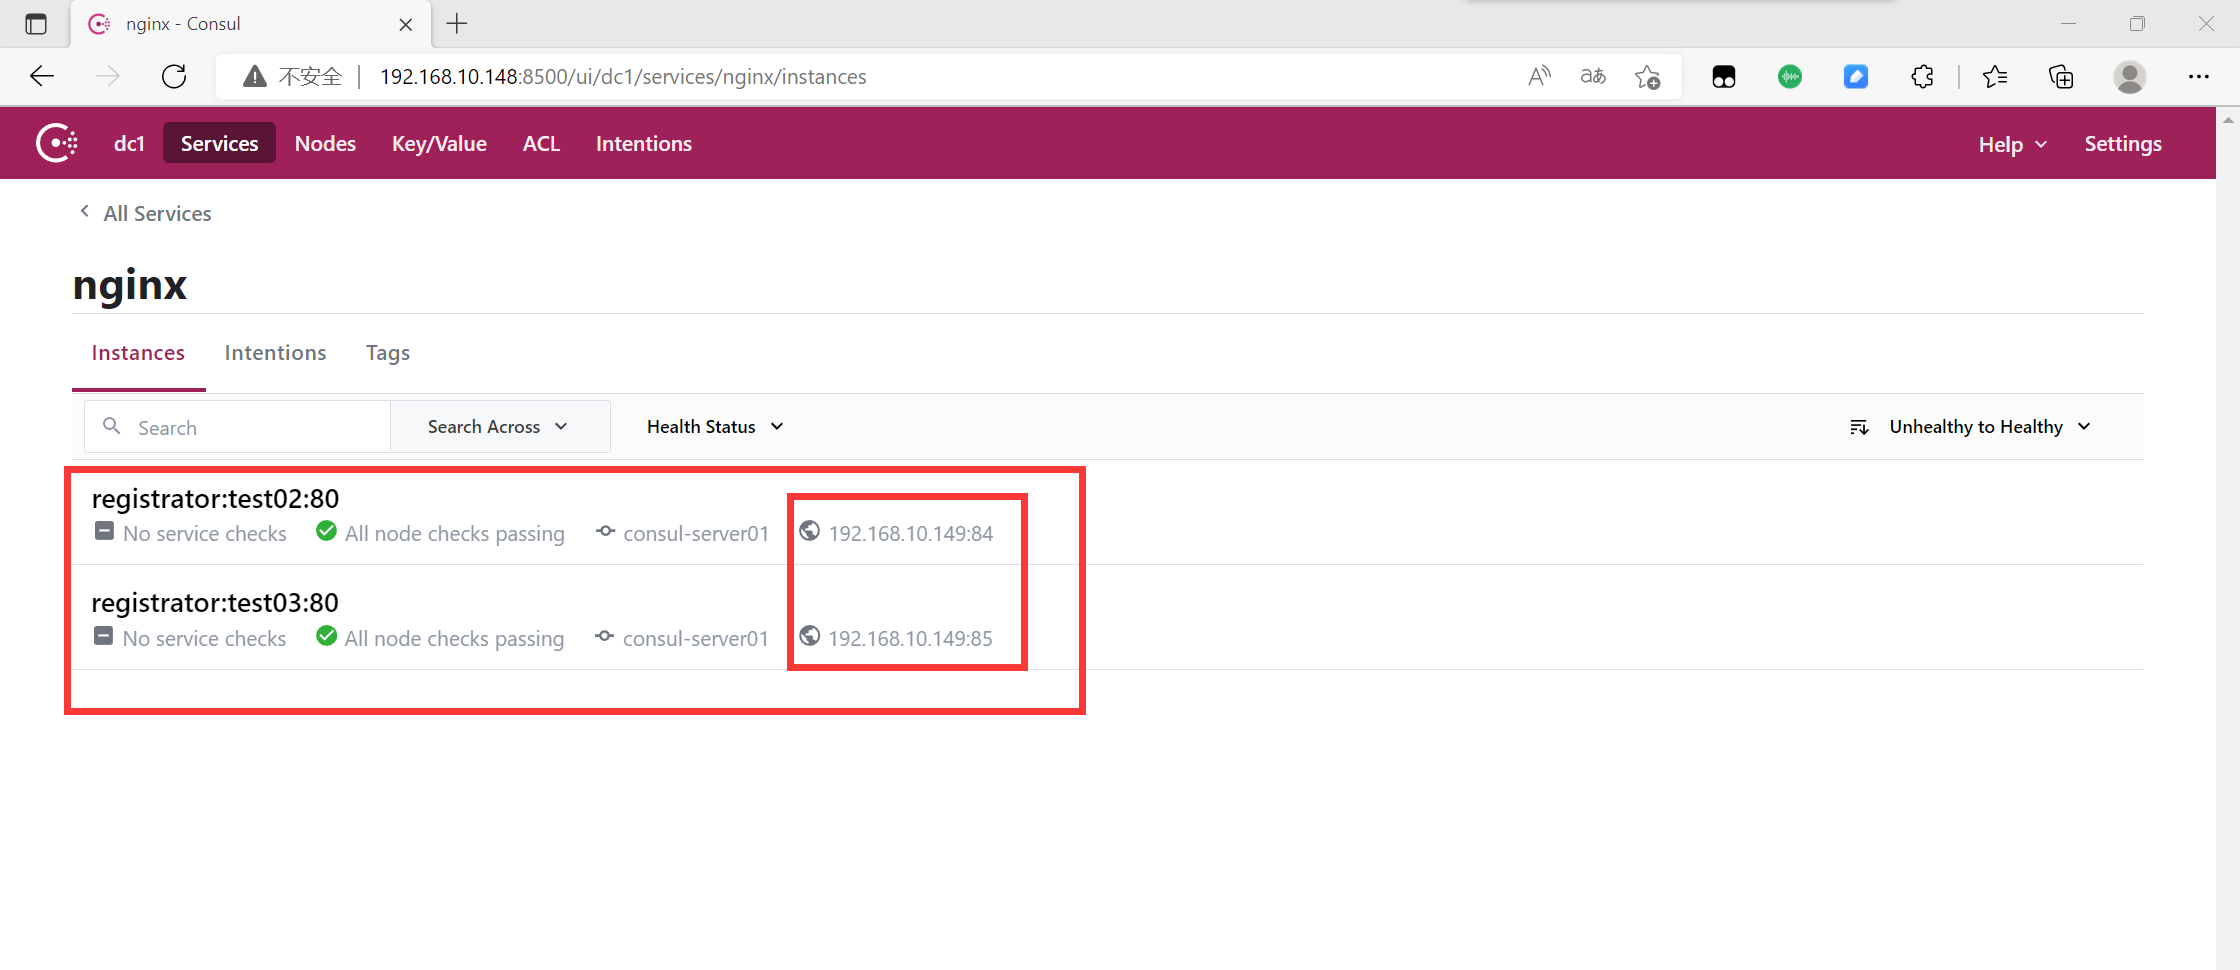 nginx - Consul
不安全 192.168.10.148:8500/ui/dc1/services/nginx/instances
dc1 Services Nodes Key/Value ACL Intentions Help Settings
All Services
nginx
Instances Intentions Tags
Search Search Across Health Status Unhealthy to Healthy
registrator:test02:80
No service checks All node checks passing consul-server01 192.168.10.149:84
registrator:test03:80
No service checks All node checks passing consul-server01 192.168.10.149:85